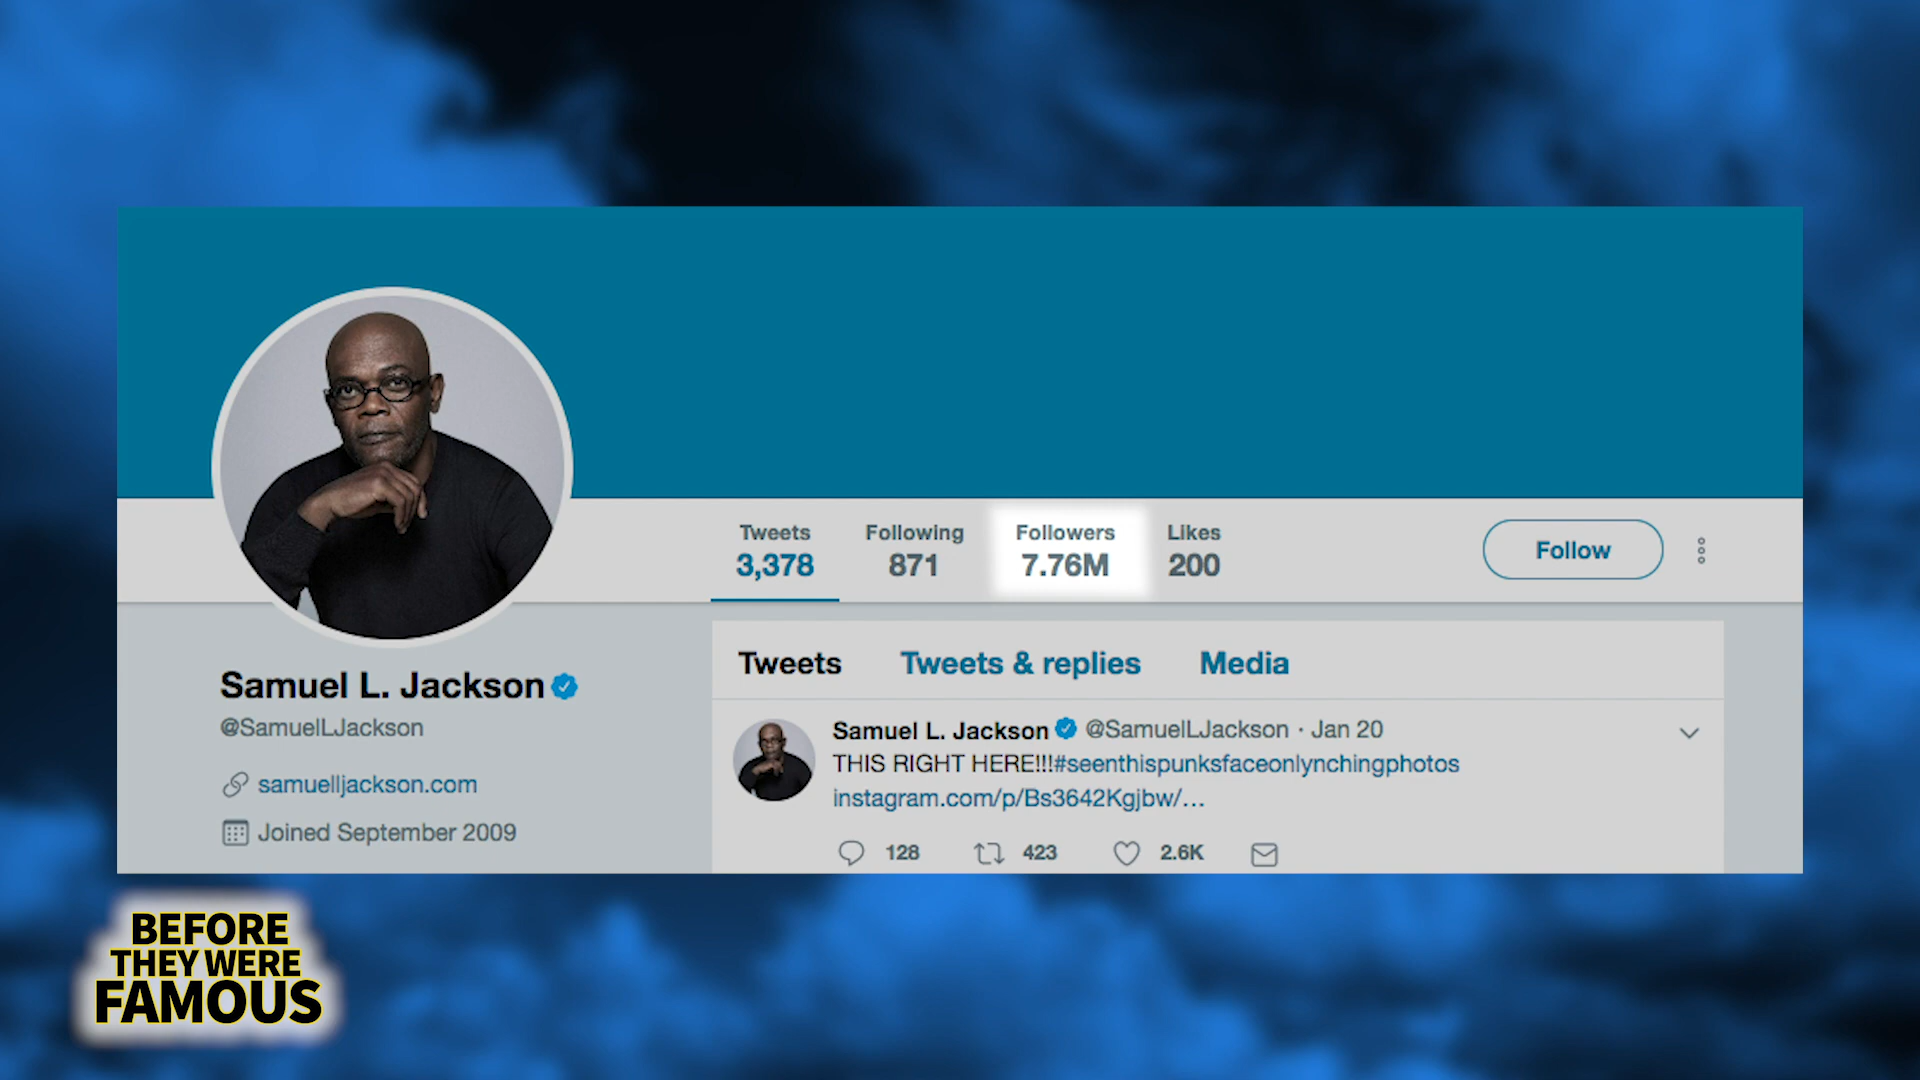 Tweets
3,378
Following
871
Followers
7.76M
Likes
200
Follow
Samuel L. Jackson
@SamuelLJackson
samuelljackson.com
Joined September 2009
Tweets Tweets & replies Media
Samuel L. Jackson @SamuelLJackson · Jan 20
THIS RIGHT HERE!!!#seenthispunksfaceonlynchingphotos
instagram.com/p/Bs3642Kgjbw/...
128 423 2.6K
BEFORE
THEY WERE
FAMOUS